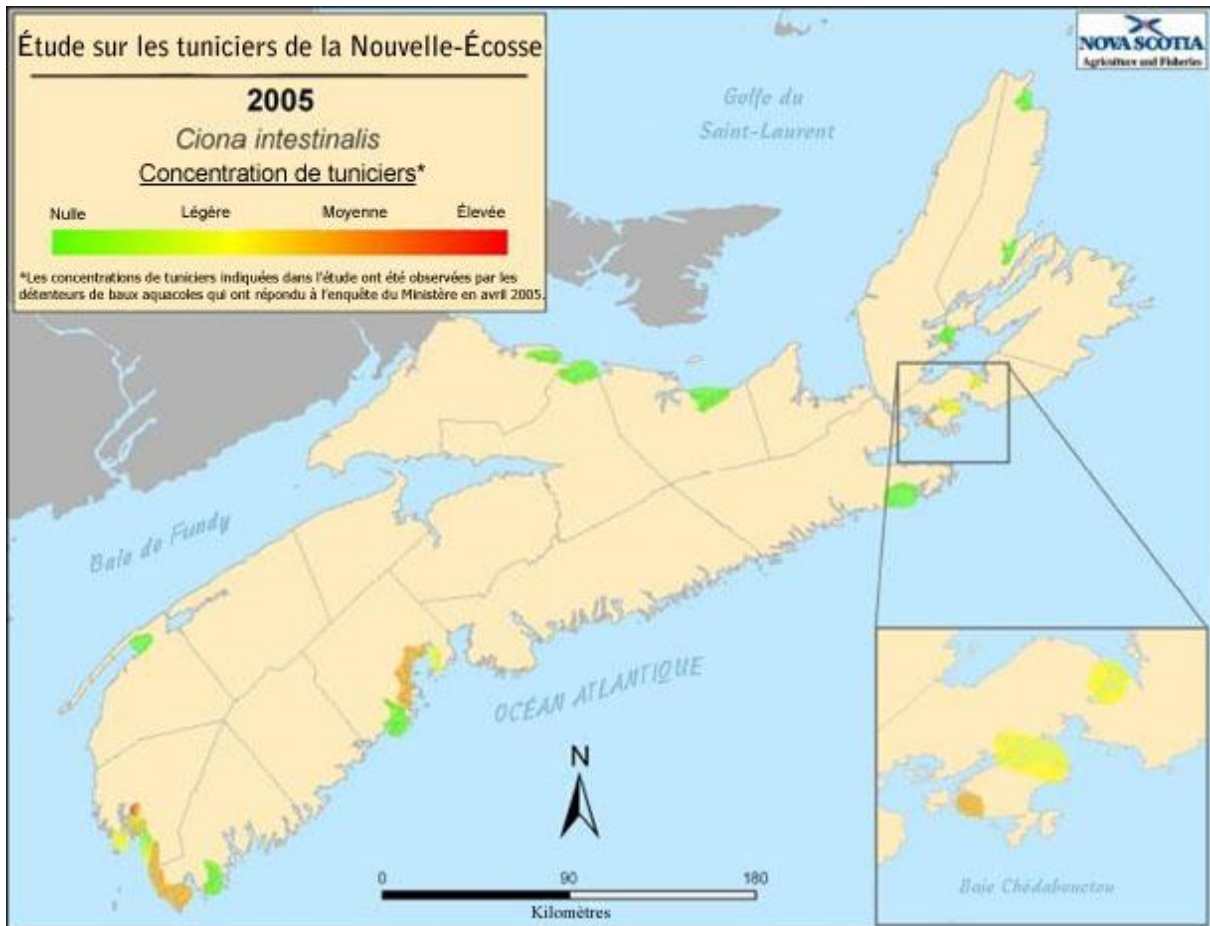 Étude sur les tuniciers de la Nouvelle-Écosse
2005
Ciona intestinalis
Concentration de tuniciers*
Nulle Légère Moyenne Élevée
*Les concentrations de tuniciers indiquées dans l'étude ont été observées par les
détenteurs de baux aquacoles qui ont répondu à l'enquête du Ministère en avril 2005.
NOVA SCOTIA
Agriculture and Fisheries
Golfe du
Saint-Laurent
Baie de Fundy
OCÉAN ATLANTIQUE
N
0 90 180
Kilomètres
Baie Chédabouctou